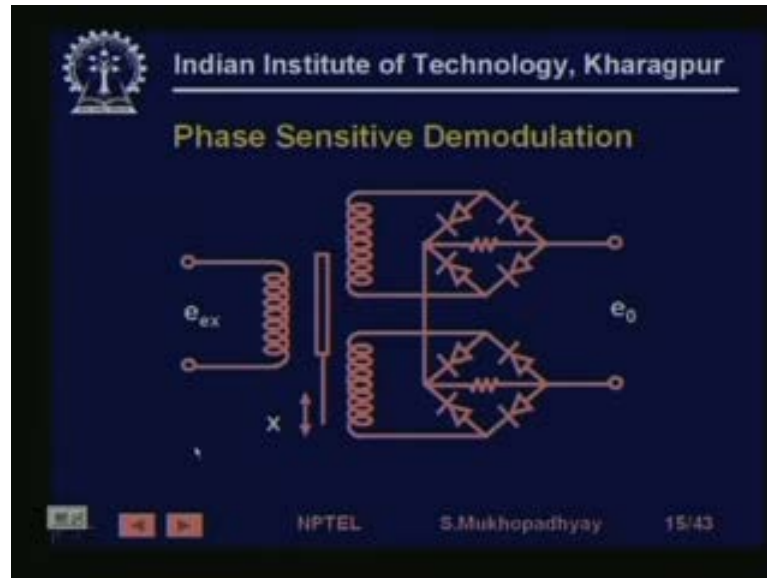 Indian Institute of Technology, Kharagpur
Phase Sensitive Demodulation
e_ex
e_0
x
NPTEL S.Mukhopadhyay 15/43